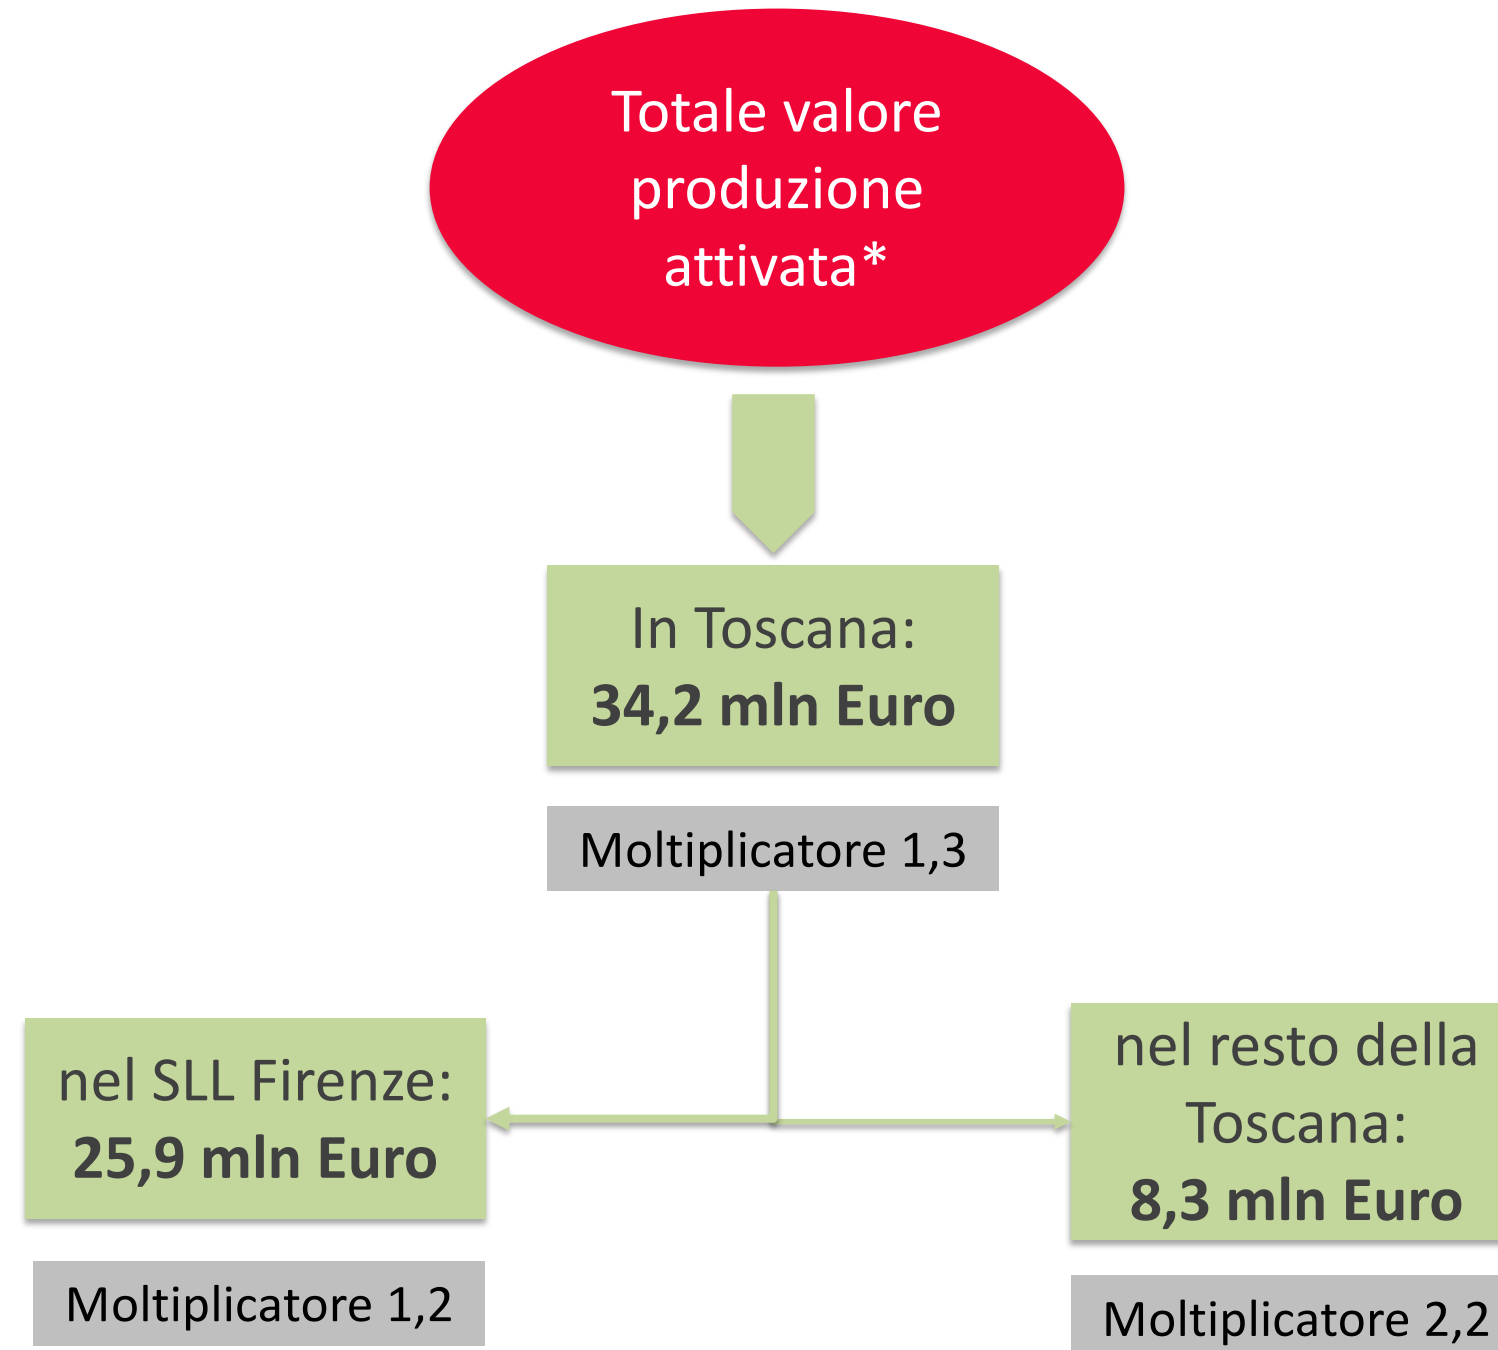 Totale valore
produzione
attivata*
In Toscana:
34,2 mln Euro
Moltiplicatore 1,3
nel SLL Firenze:
25,9 mln Euro
Moltiplicatore 1,2
nel resto della
Toscana:
8,3 mln Euro
Moltiplicatore 2,2